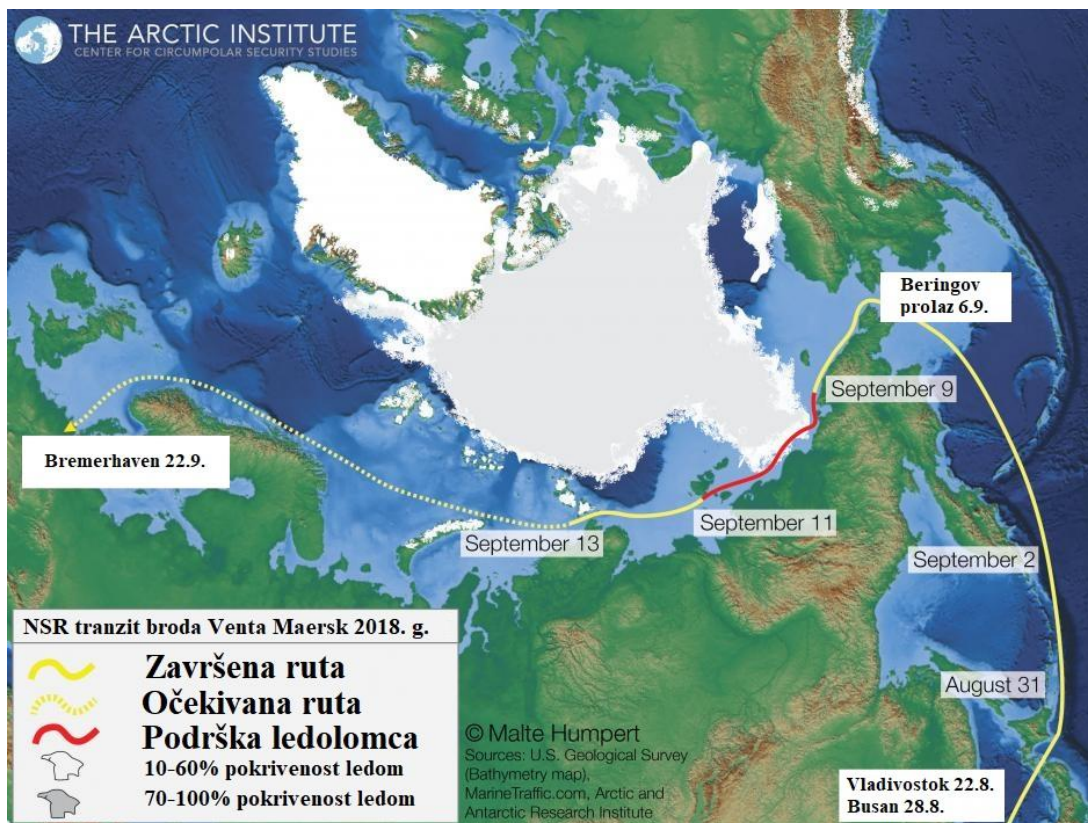 THE ARCTIC INSTITUTE
CENTER FOR CIRCUMPOLAR SECURITY STUDIES
Beringov
prolaz 6.9.
September 9
Bremerhaven 22.9.
September 11
September 13
September 2
August 31
NSR tranzit broda Venta Maersk 2018. g.
Završena ruta
Očekivana ruta
Podrška ledolomca
10-60% pokrivenost ledom
70-100% pokrivenost ledom
© Malte Humpert
Sources: U.S. Geological Survey
(Bathymetry map),
MarineTraffic.com, Arctic and
Antarctic Research Institute
Vladivostok 22.8.
Busan 28.8.